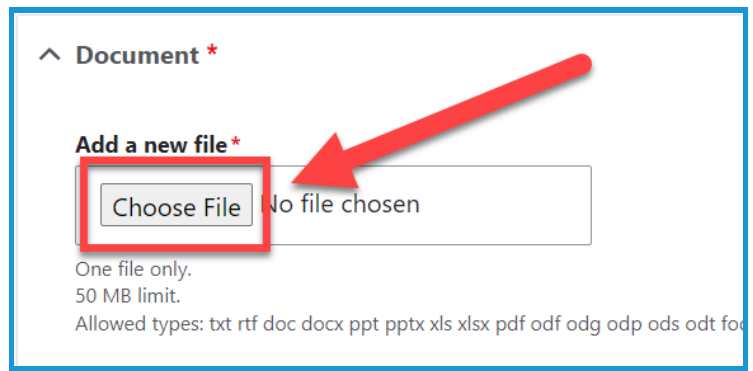 Document *
Add a new file *
Choose File No file chosen
One file only.
50 MB limit.
Allowed types: txt rtf doc docx ppt pptx xls xlsx pdf odf odg odp ods odt